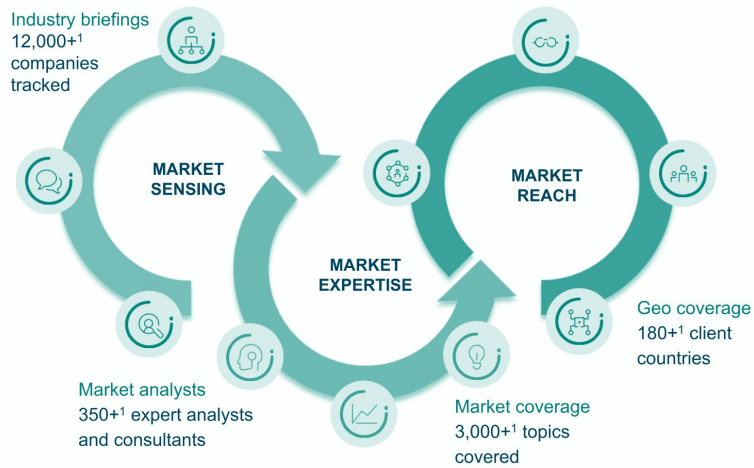 Industry briefings
12,000+¹
companies
tracked
MARKET
SENSING
MARKET
EXPERTISE
MARKET
REACH
Market analysts
350+¹ expert analysts
and consultants
Market coverage
3,000+¹ topics
covered
Geo coverage
180+¹ client
countries